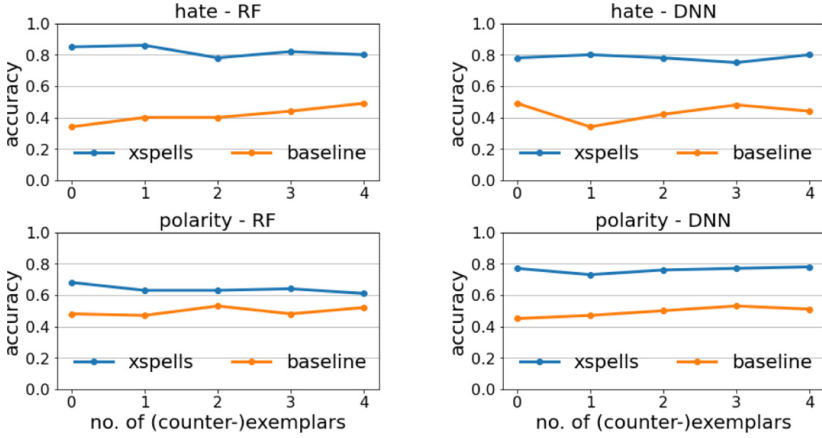 hate - RF
accuracy
1.0
0.8
0.6
0.4
0.2
0.0
xspells baseline
0 1 2 3 4
hate - DNN
accuracy
1.0
0.8
0.6
0.4
0.2
0.0
xspells baseline
0 1 2 3 4
polarity - RF
accuracy
1.0
0.8
0.6
0.4
0.2
0.0
xspells baseline
0 1 2 3 4
no. of (counter-)exemplars
polarity - DNN
accuracy
1.0
0.8
0.6
0.4
0.2
0.0
xspells baseline
0 1 2 3 4
no. of (counter-)exemplars